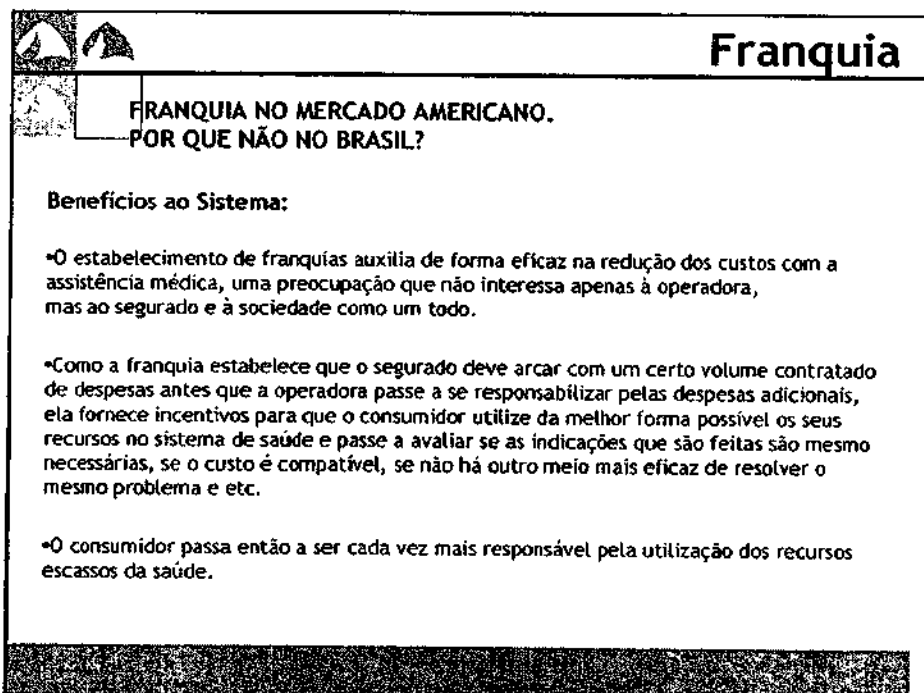 Franquia
FRANQUIA NO MERCADO AMERICANO.
POR QUE NÃO NO BRASIL?
Benefícios ao Sistema:
•O estabelecimento de franquias auxilia de forma eficaz na redução dos custos com a
assistência médica, uma preocupação que não interessa apenas à operadora,
mas ao segurado e à sociedade como um todo.
•Como a franquia estabelece que o segurado deve arcar com um certo volume contratado
de despesas antes que a operadora passe a se responsabilizar pelas despesas adicionais,
ela fornece incentivos para que o consumidor utilize da melhor forma possível os seus
recursos no sistema de saúde e passe a avaliar se as indicações que são feitas são mesmo
necessárias, se o custo é compatível, se não há outro meio mais eficaz de resolver o
mesmo problema e etc.
•O consumidor passa então a ser cada vez mais responsável pela utilização dos recursos
escassos da saúde.